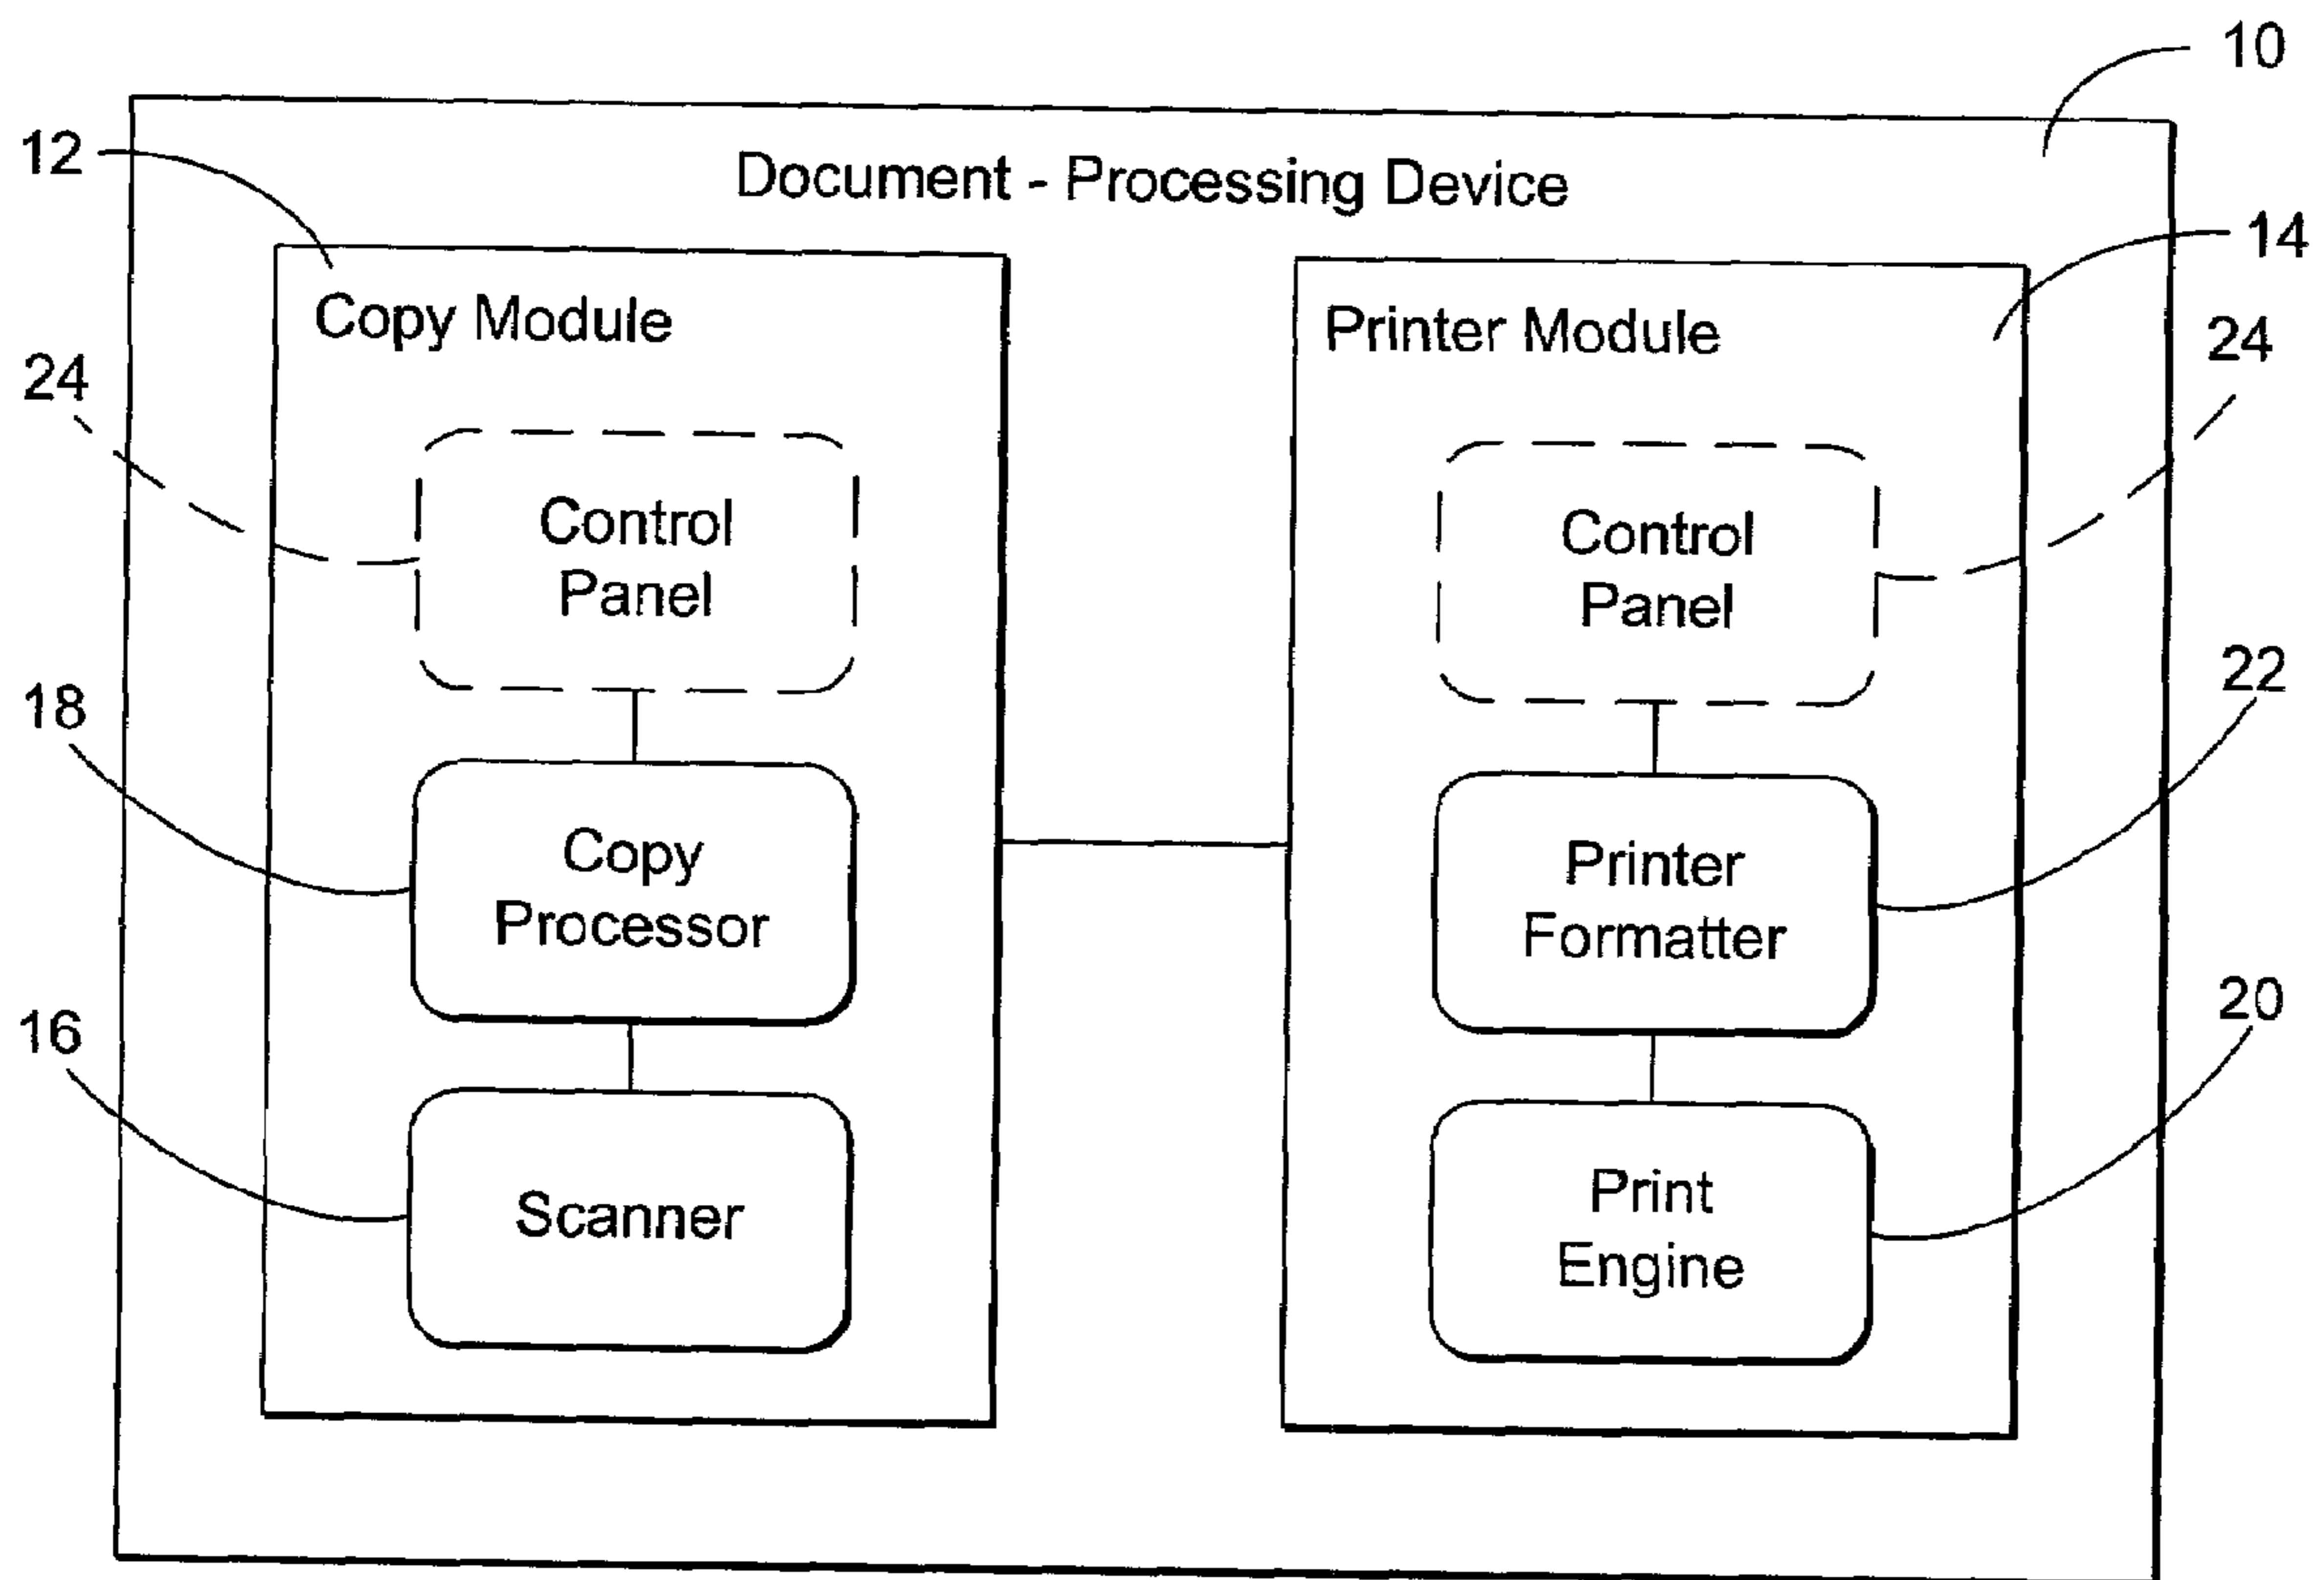 10
12
Document - Processing Device
14
Copy Module
Printer Module
24
24
Control
Panel
Control
Panel
18
22
Copy
Processor
Printer
Formatter
16
20
Scanner
Print
Engine